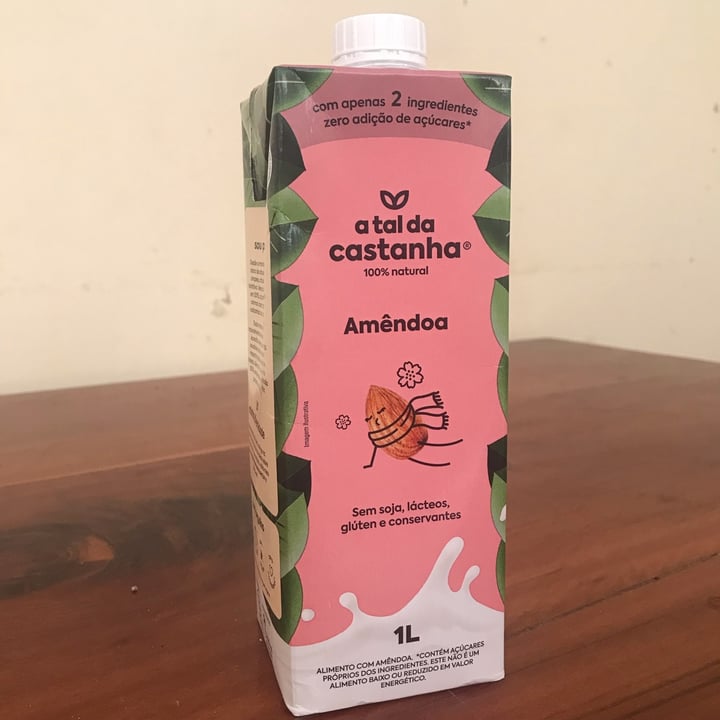 com apenas 2 ingredientes
zero adição de açúcares*
a tal da
castanha®
100% natural
Amêndoa
Imagem ilustrativa
Sem soja, lácteos,
glúten e conservantes
1L
ALIMENTO COM AMÊNDOA. *CONTÉM AÇÚCARES
PRÓPRIOS DOS INGREDIENTES. ESTE NÃO É UM
ALIMENTO BAIXO OU REDUZIDO EM VALOR
ENERGÉTICO.